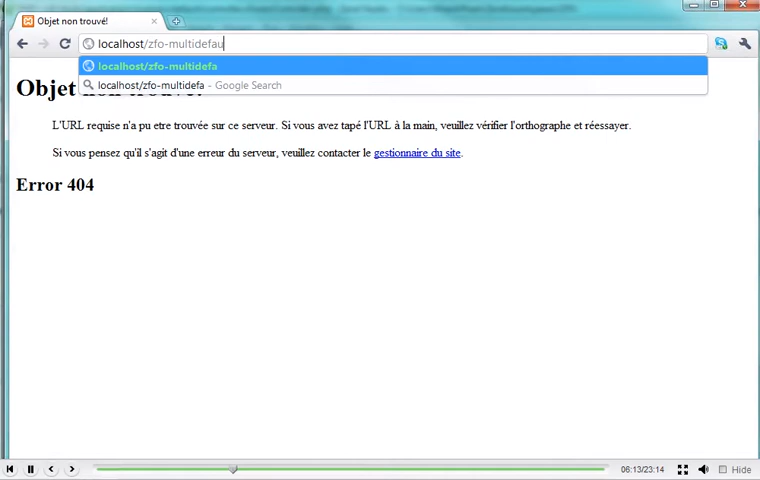 Objet non trouvé!
localhost/zfo-multidefau
localhost/zfo-multidefa
localhost/zfo-multidefa - Google Search
Objet
L'URL requise n'a pu etre trouvée sur ce serveur. Si vous avez tapé l'URL à la main, veuillez vérifier l'orthographe et réessayer.
Si vous pensez qu'il s'agit d'une erreur du serveur, veuillez contacter le gestionnaire du site.
Error 404
06:13/23:14 Hide